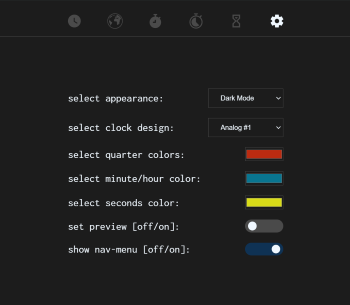 select appearance: Dark Mode
select clock design: Analog #1
select quarter colors:
select minute/hour color:
select seconds color:
set preview [off/on]:
show nav-menu [off/on]: